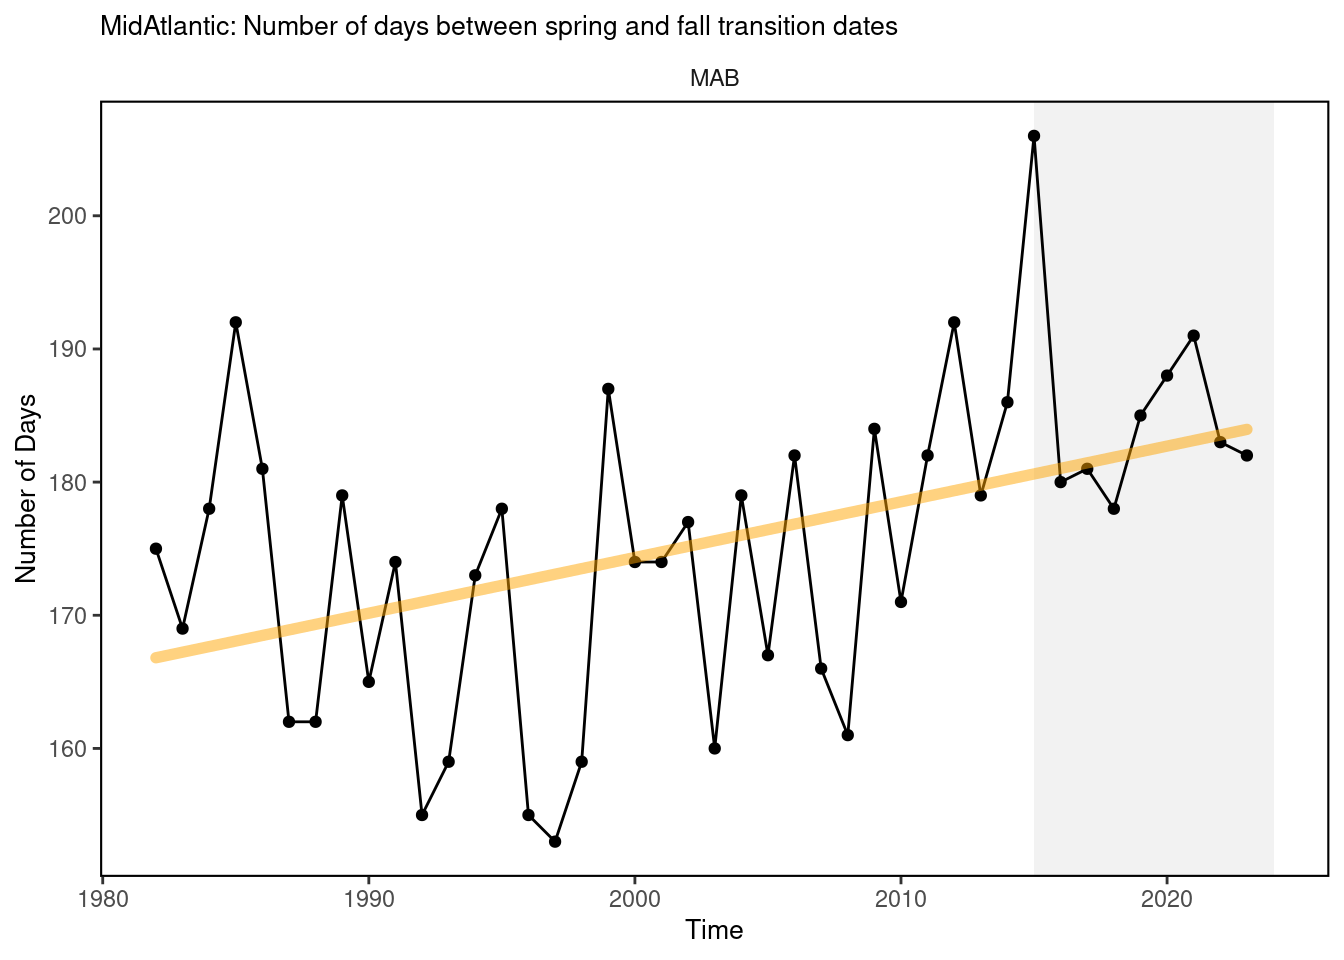 MidAtlantic: Number of days between spring and fall transition dates
MAB
Number of Days
200
190
180
170
160
1980 1990 2000 2010 2020
Time